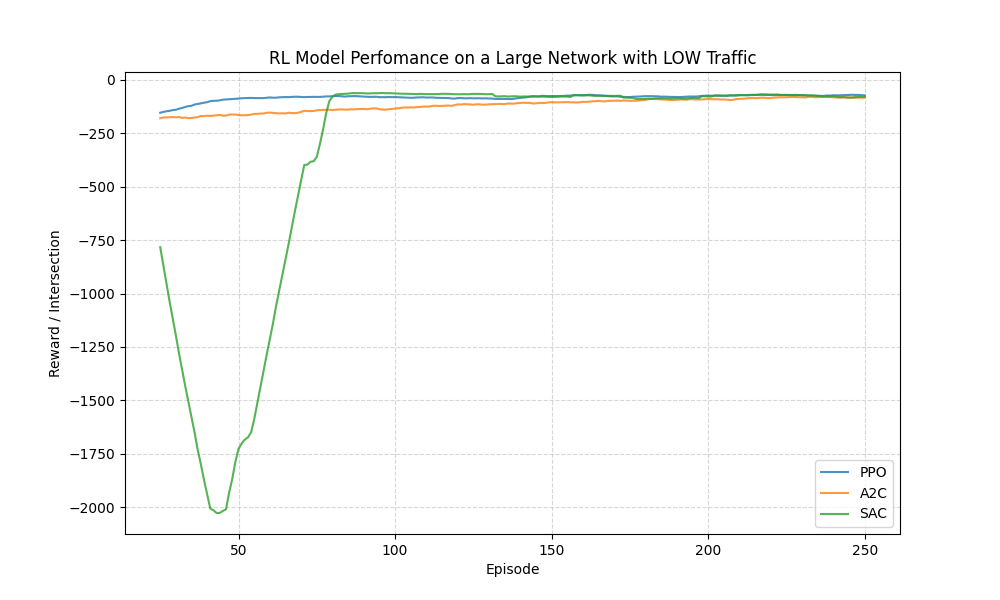 RL Model Perfomance on a Large Network with LOW Traffic
0
−250
−500
−750
−1000
−1250
−1500
−1750
−2000
Reward / Intersection
50
100
150
200
250
Episode
PPO
A2C
SAC